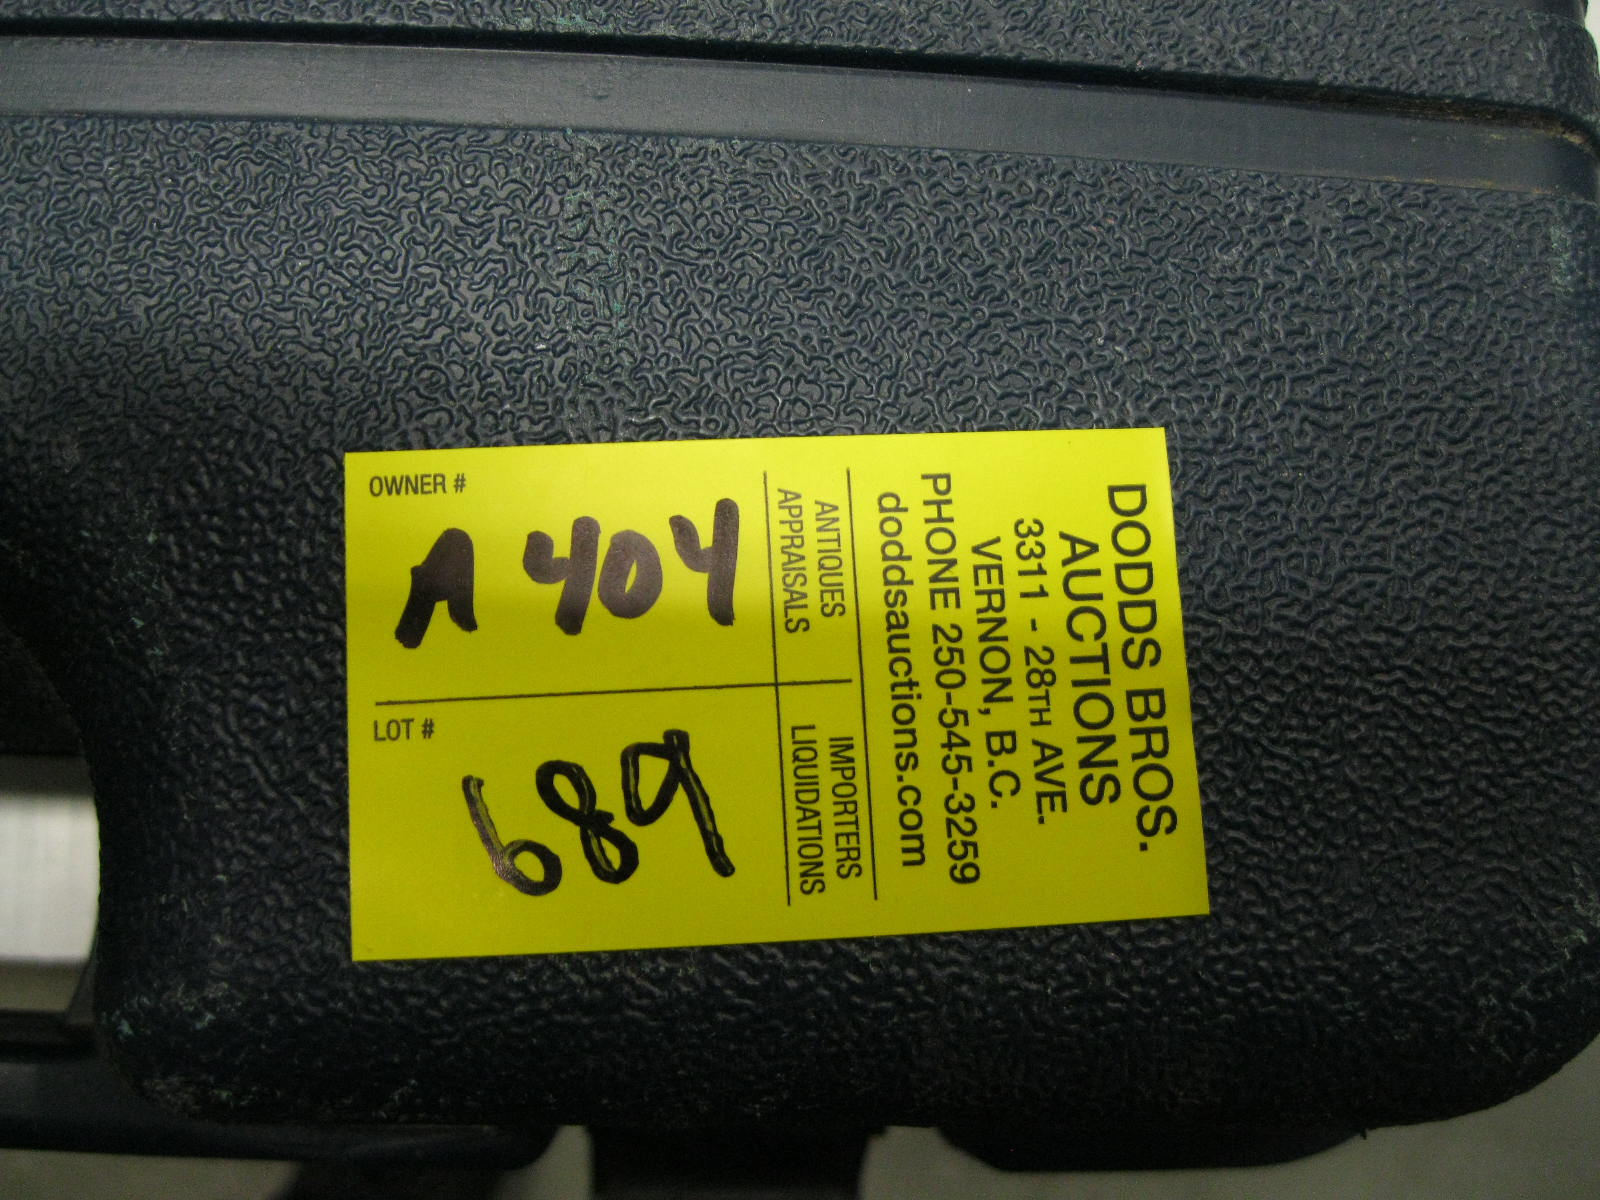 DODDS BROS.
AUCTIONS
3311 - 28TH AVE.
VERNON, B.C.
PHONE 250-545-3259
doddsauctions.com
ANTIQUES
APPRAISALS
IMPORTERS
LIQUIDATIONS
OWNER #
A 404
LOT #
689